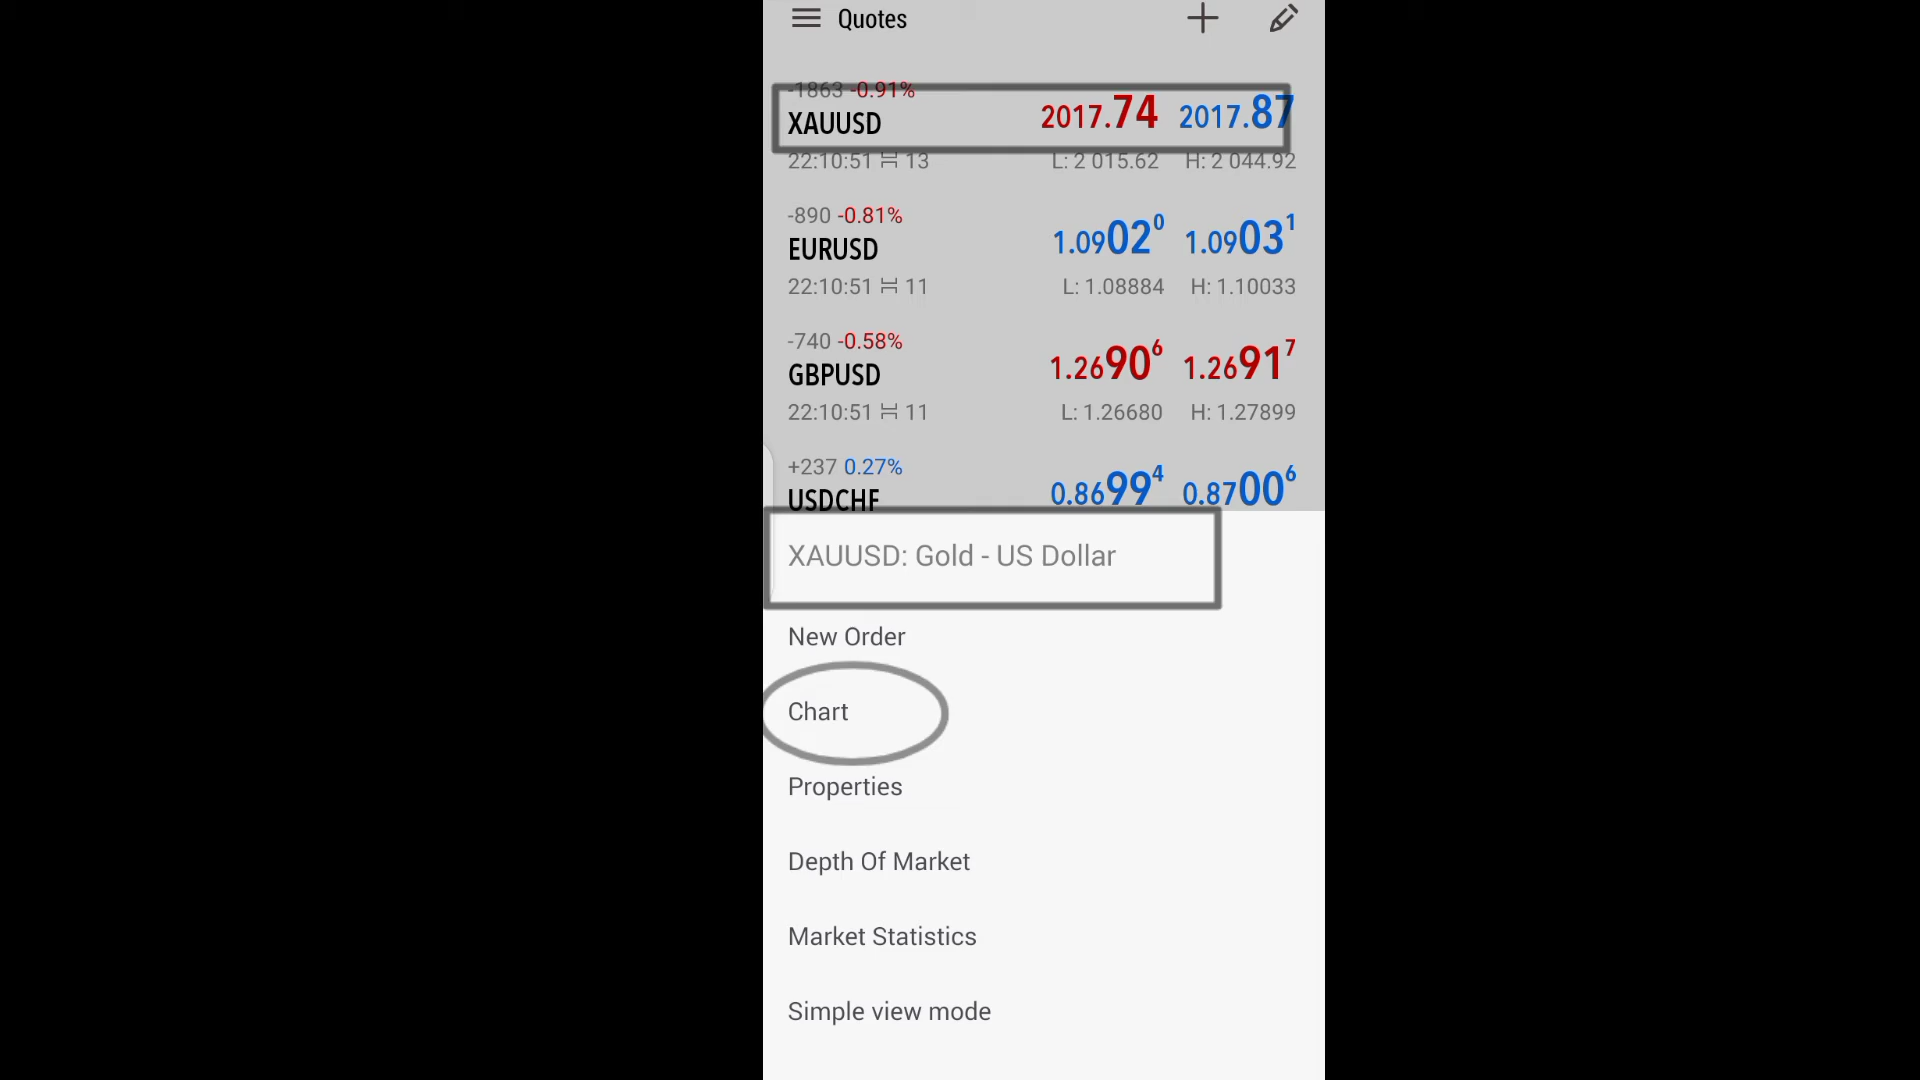 Quotes
-1863 -0.91%
XAUUSD 2017.74 2017.87
22:10:51 13 L: 2 015.62 H: 2 044.92
-890 -0.81%
EURUSD 1.09020 1.09031
22:10:51 11 L: 1.08884 H: 1.10033
-740 -0.58%
GBPUSD 1.26906 1.26917
22:10:51 11 L: 1.26680 H: 1.27899
+237 0.27%
USDCHF 0.86994 0.87006
XAUUSD: Gold - US Dollar
New Order
Chart
Properties
Depth Of Market
Market Statistics
Simple view mode